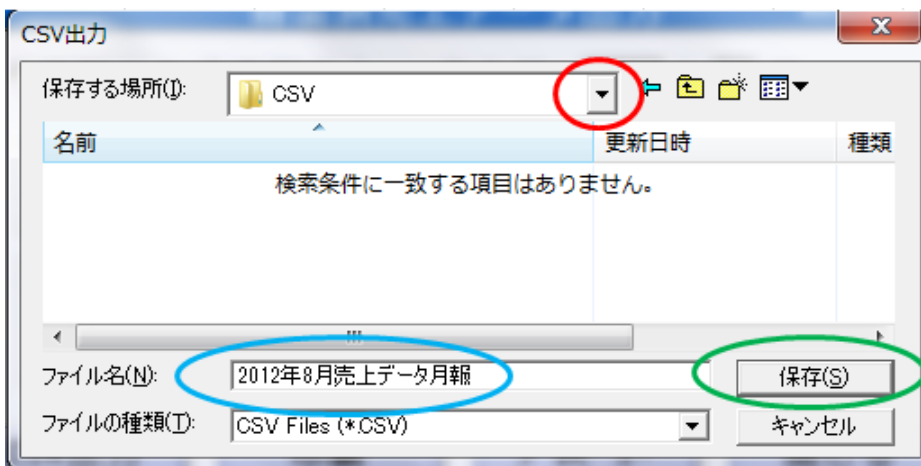 CSV出力
保存する場所(I):
CSV
名前
更新日時
種類
検索条件に一致する項目はありません。
ファイル名(N):
2012年8月売上データ月報
保存(S)
ファイルの種類(T):
CSV Files (*.CSV)
キャンセル